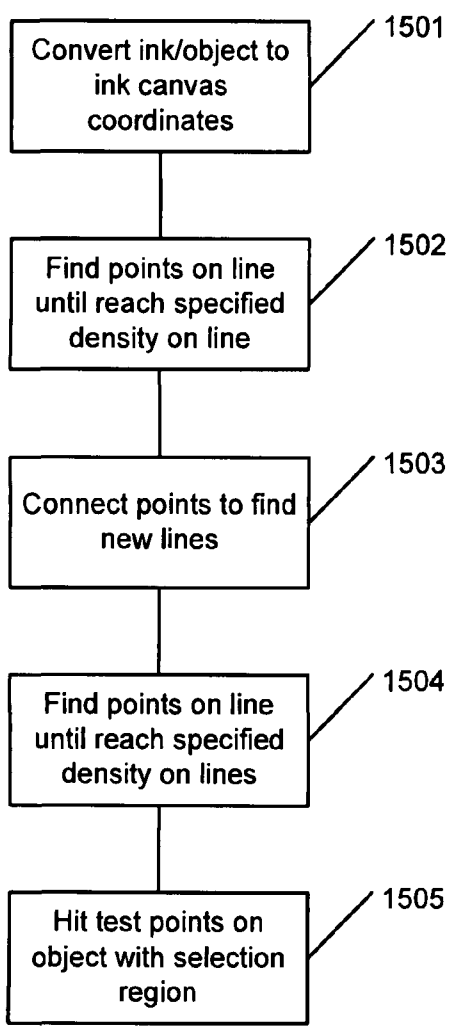 1501
Convert ink/object to
ink canvas
coordinates
1502
Find points on line
until reach specified
density on line
1503
Connect points to find
new lines
1504
Find points on line
until reach specified
density on lines
1505
Hit test points on
object with selection
region